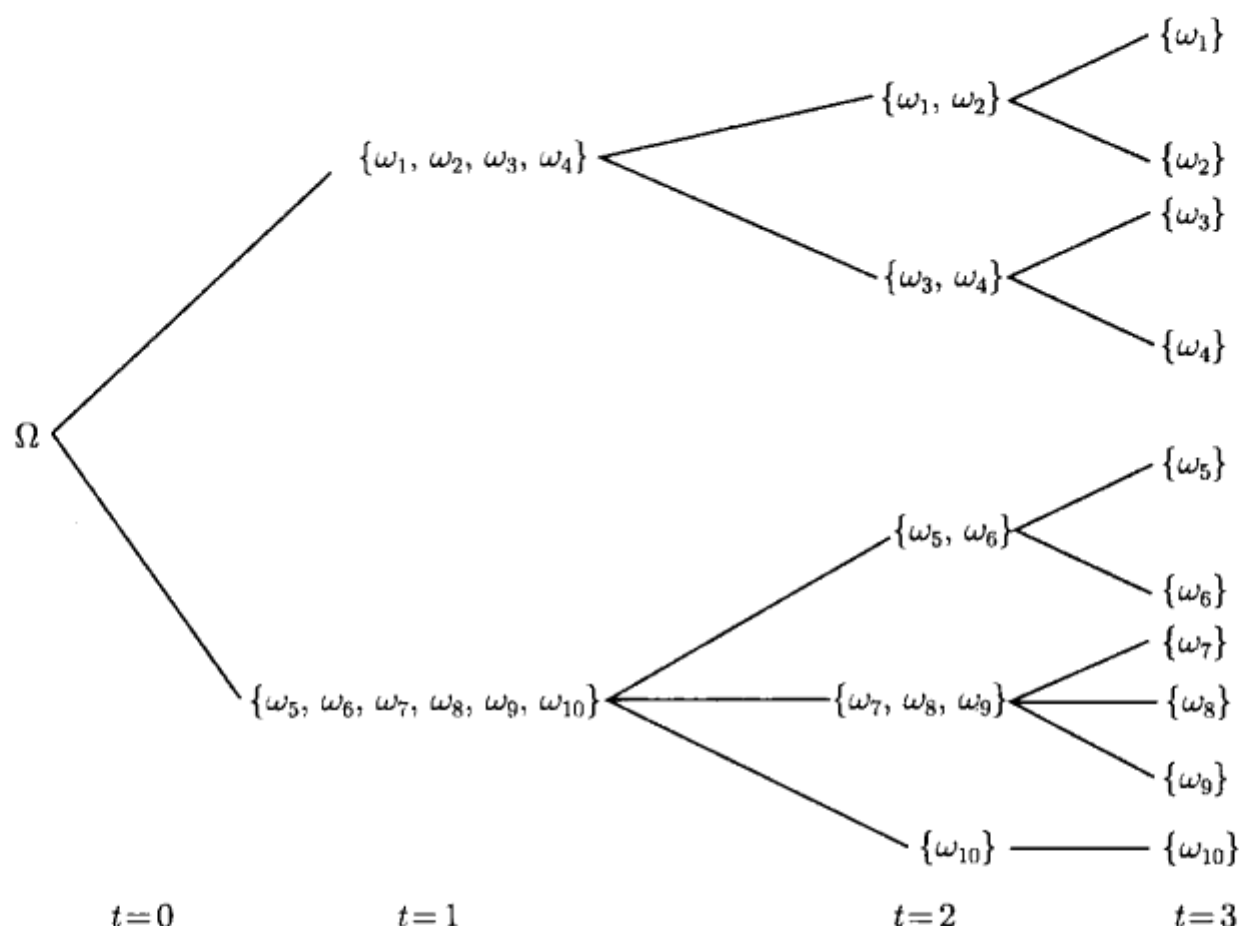 {ω₁}
{ω₁, ω₂}
{ω₁, ω₂, ω₃, ω₄}
{ω₂}
{ω₃}
{ω₃, ω₄}
{ω₄}
Ω
{ω₅}
{ω₅, ω₆}
{ω₆}
{ω₇}
{ω₅, ω₆, ω₇, ω₈, ω₉, ω₁₀} {ω₇, ω₈, ω₉} {ω₈}
{ω₉}
{ω₁₀} {ω₁₀}
t=0 t=1 t=2 t=3